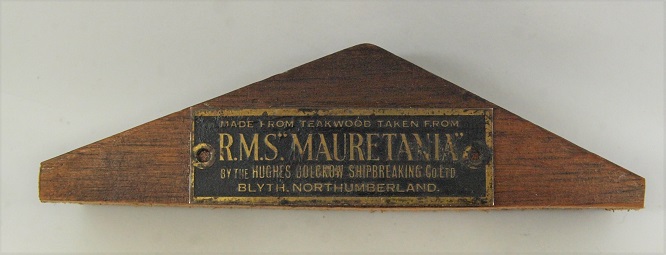 MADE FROM TEAKWOOD TAKEN FROM
R.M.S. "MAURETANIA"
BY THE HUGHES BOLCKOW SHIPBREAKING CO. LTD
BLYTH. NORTHUMBERLAND.